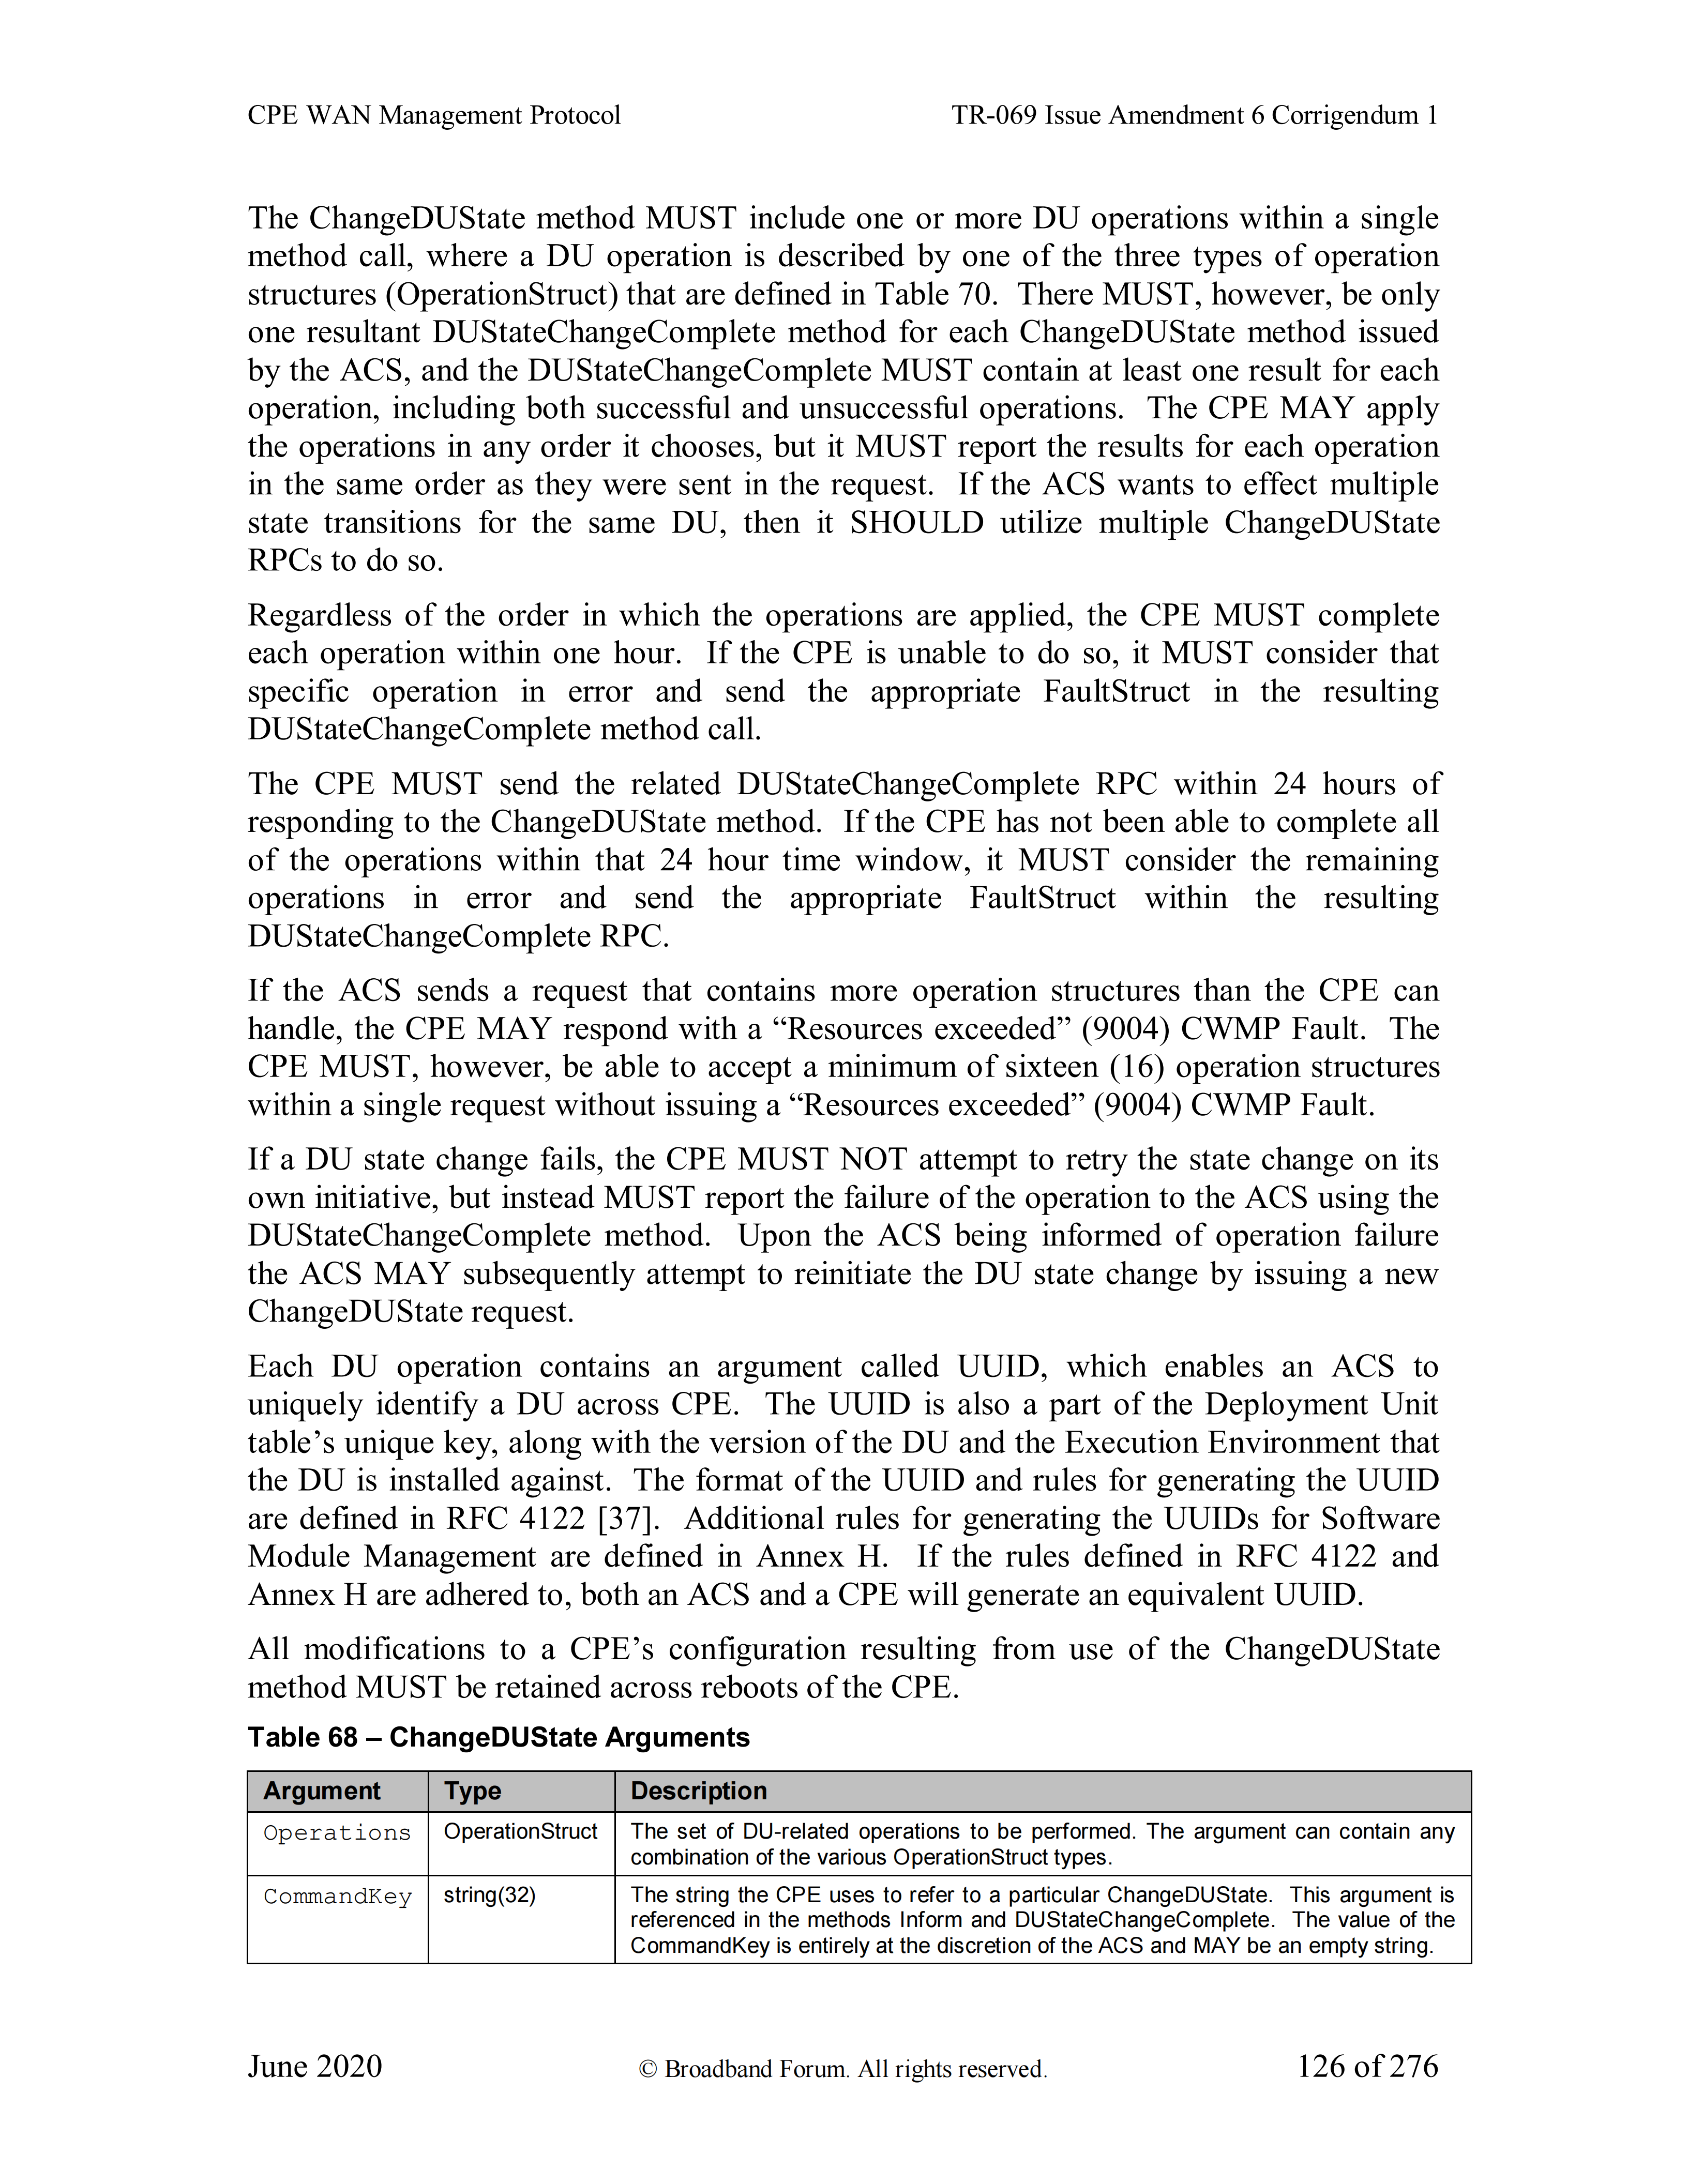 CPE WAN Management Protocol TR-069 Issue Amendment 6 Corrigendum 1
The ChangeDUState method MUST include one or more DU operations within a single
method call, where a DU operation is described by one of the three types of operation
structures (OperationStruct) that are defined in Table 70. There MUST, however, be only
one resultant DUStateChangeComplete method for each ChangeDUState method issued
by the ACS, and the DUStateChangeComplete MUST contain at least one result for each
operation, including both successful and unsuccessful operations. The CPE MAY apply
the operations in any order it chooses, but it MUST report the results for each operation
in the same order as they were sent in the request. If the ACS wants to effect multiple
state transitions for the same DU, then it SHOULD utilize multiple ChangeDUState
RPCs to do so.
Regardless of the order in which the operations are applied, the CPE MUST complete
each operation within one hour. If the CPE is unable to do so, it MUST consider that
specific operation in error and send the appropriate FaultStruct in the resulting
DUStateChangeComplete method call.
The CPE MUST send the related DUStateChangeComplete RPC within 24 hours of
responding to the ChangeDUState method. If the CPE has not been able to complete all
of the operations within that 24 hour time window, it MUST consider the remaining
operations in error and send the appropriate FaultStruct within the resulting
DUStateChangeComplete RPC.
If the ACS sends a request that contains more operation structures than the CPE can
handle, the CPE MAY respond with a “Resources exceeded” (9004) CWMP Fault. The
CPE MUST, however, be able to accept a minimum of sixteen (16) operation structures
within a single request without issuing a “Resources exceeded” (9004) CWMP Fault.
If a DU state change fails, the CPE MUST NOT attempt to retry the state change on its
own initiative, but instead MUST report the failure of the operation to the ACS using the
DUStateChangeComplete method. Upon the ACS being informed of operation failure
the ACS MAY subsequently attempt to reinitiate the DU state change by issuing a new
ChangeDUState request.
Each DU operation contains an argument called UUID, which enables an ACS to
uniquely identify a DU across CPE. The UUID is also a part of the Deployment Unit
table’s unique key, along with the version of the DU and the Execution Environment that
the DU is installed against. The format of the UUID and rules for generating the UUID
are defined in RFC 4122 [37]. Additional rules for generating the UUIDs for Software
Module Management are defined in Annex H. If the rules defined in RFC 4122 and
Annex H are adhered to, both an ACS and a CPE will generate an equivalent UUID.
All modifications to a CPE’s configuration resulting from use of the ChangeDUState
method MUST be retained across reboots of the CPE.
Table 68 – ChangeDUState Arguments
Argument Type Description
Operations OperationStruct The set of DU-related operations to be performed. The argument can contain any
combination of the various OperationStruct types.
CommandKey string(32) The string the CPE uses to refer to a particular ChangeDUState. This argument is
referenced in the methods Inform and DUStateChangeComplete. The value of the
CommandKey is entirely at the discretion of the ACS and MAY be an empty string.
June 2020 © Broadband Forum. All rights reserved. 126 of 276